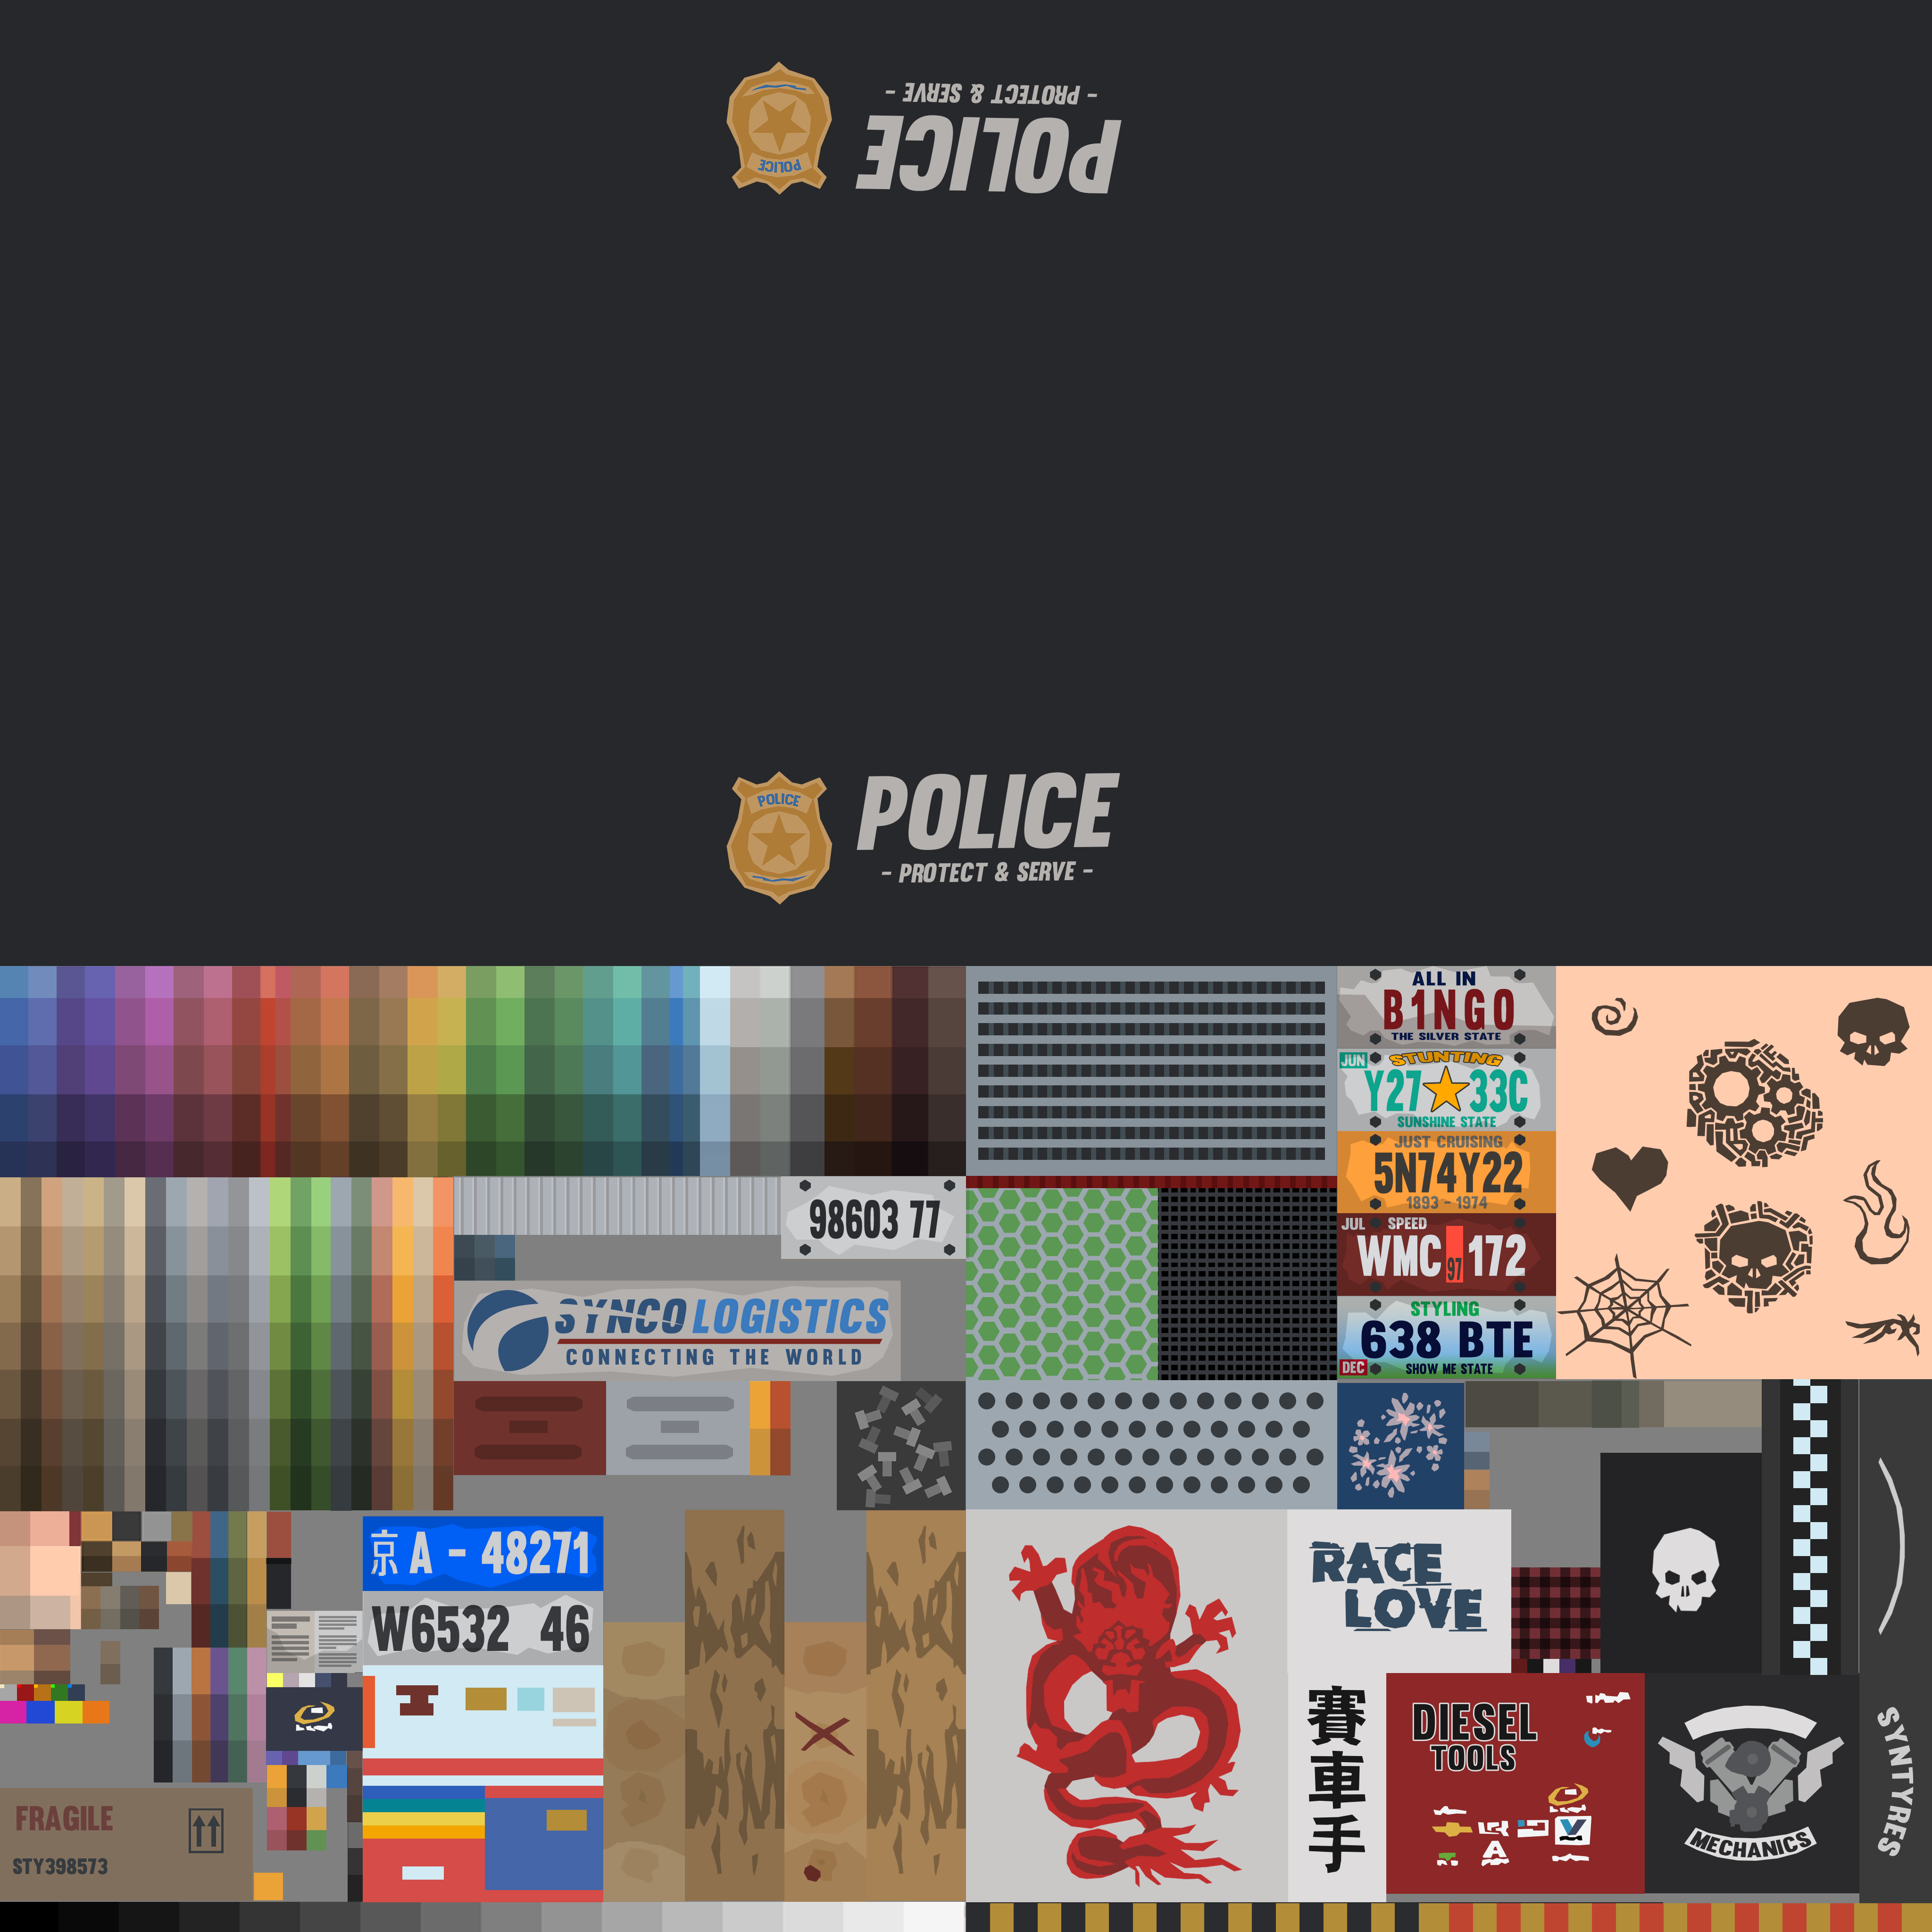 - PROTECT & SERVE -
POLICE
POLICE
POLICE
POLICE
- PROTECT & SERVE -
ALL IN
B1NGO
THE SILVER STATE
JUN
STUNTING
Y27 33C
SUNSHINE STATE
JUST CRUISING
5N74Y22
1893 - 1974
JUL SPEED
WMC 97 172
STYLING
638 BTE
DEC
SHOW ME STATE
98603 77
SYNCO LOGISTICS
CONNECTING THE WORLD
京 A - 48271
W6532 46
RACE
LOVE
賽
車
手
DIESEL
TOOLS
MECHANICS
SYNTYRES
FRAGILE
STY398573